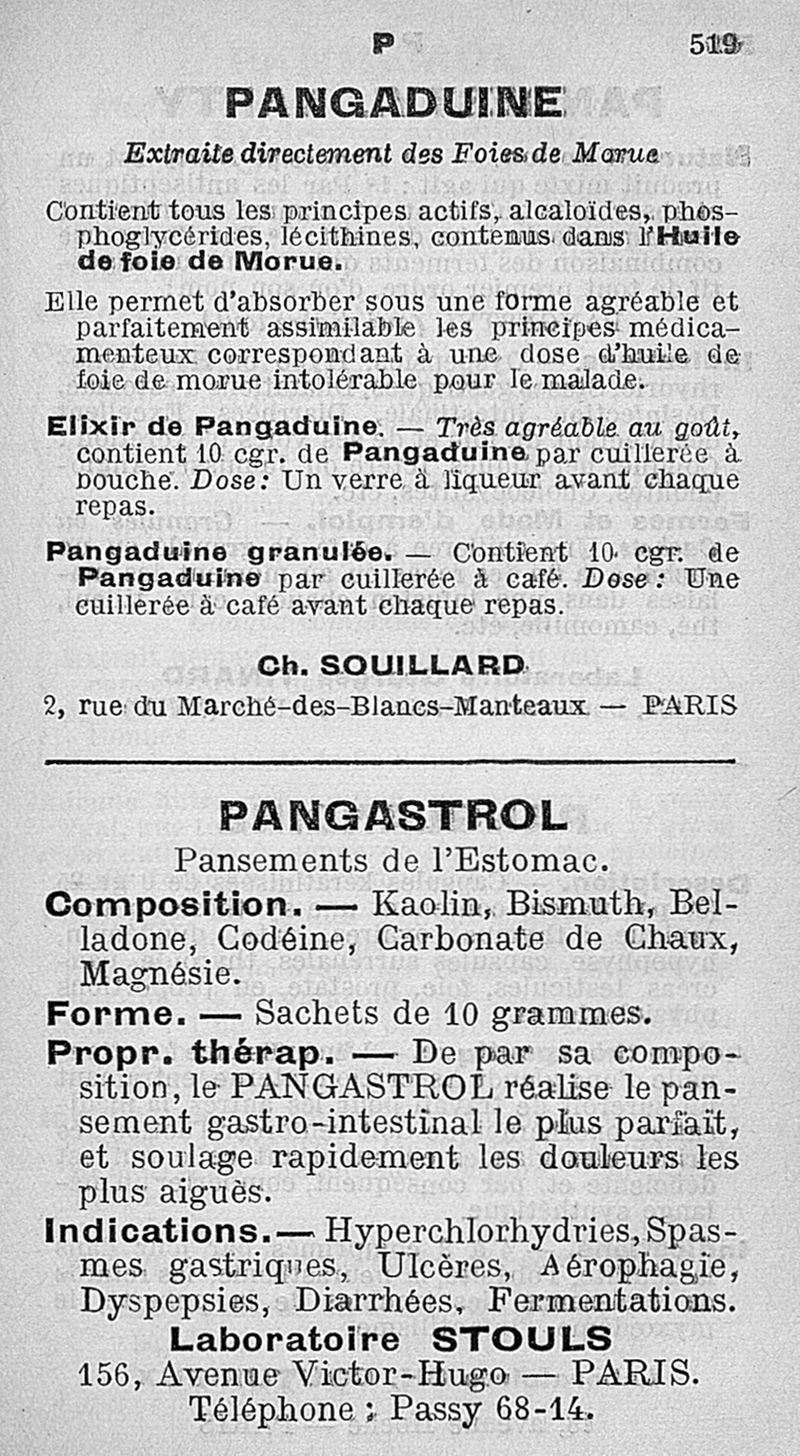 P 519
PANGADUINE
Extraite directement des Foies de Morue
Contient tous les principes actifs, alcaloïdes, phos-
phoglycérides, lécithines, contenus dans l'Huile
de foie de Morue.
Elle permet d'absorber sous une forme agréable et
parfaitement assimilable les principes médica-
menteux correspondant à une dose d'huile de
foie de morue intolérable pour le malade.
Elixir de Pangaduine. — Très agréable au goût,
contient 10 cgr. de Pangaduine par cuillerée à
bouche. Dose : Un verre à liqueur avant chaque
repas.
Pangaduine granulée. — Contient 10 cgr. de
Pangaduine par cuillerée à café. Dose : Une
cuillerée à café avant chaque repas.
Ch. SOUILLARD
2, rue du Marché-des-Blancs-Manteaux — PARIS
PANGASTROL
Pansements de l'Estomac.
Composition. — Kaolin, Bismuth, Bel-
ladone, Codéine, Carbonate de Chaux,
Magnésie.
Forme. — Sachets de 10 grammes.
Propr. thérap. — De par sa compo-
sition, le PANGASTROL réalise le pan-
sement gastro-intestinal le plus parfait,
et soulage rapidement les douleurs les
plus aiguës.
Indications. — Hyperchlorhydries, Spas-
mes gastriques, Ulcères, Aérophagie,
Dyspepsies, Diarrhées, Fermentations.
Laboratoire STOULS
156, Avenue Victor-Hugo — PARIS.
Téléphone : Passy 68-14.